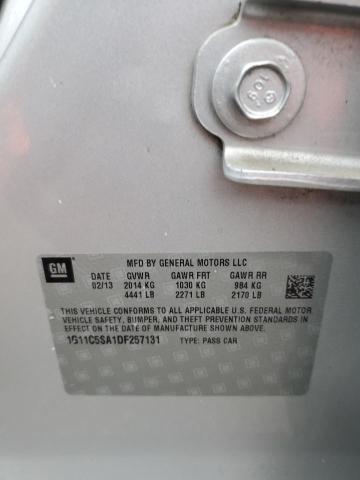 109
GM
MFD BY GENERAL MOTORS LLC
DATE GVWR GAWR FRT GAWR RR
02/13 2014 KG 1030 KG 984 KG
4441 LB 2271 LB 2170 LB
THIS VEHICLE CONFORMS TO ALL APPLICABLE U.S. FEDERAL MOTOR
VEHICLE SAFETY, BUMPER, AND THEFT PREVENTION STANDARDS IN
EFFECT ON THE DATE OF MANUFACTURE SHOWN ABOVE.
1G11C5SA1DF257131 TYPE: PASS CAR